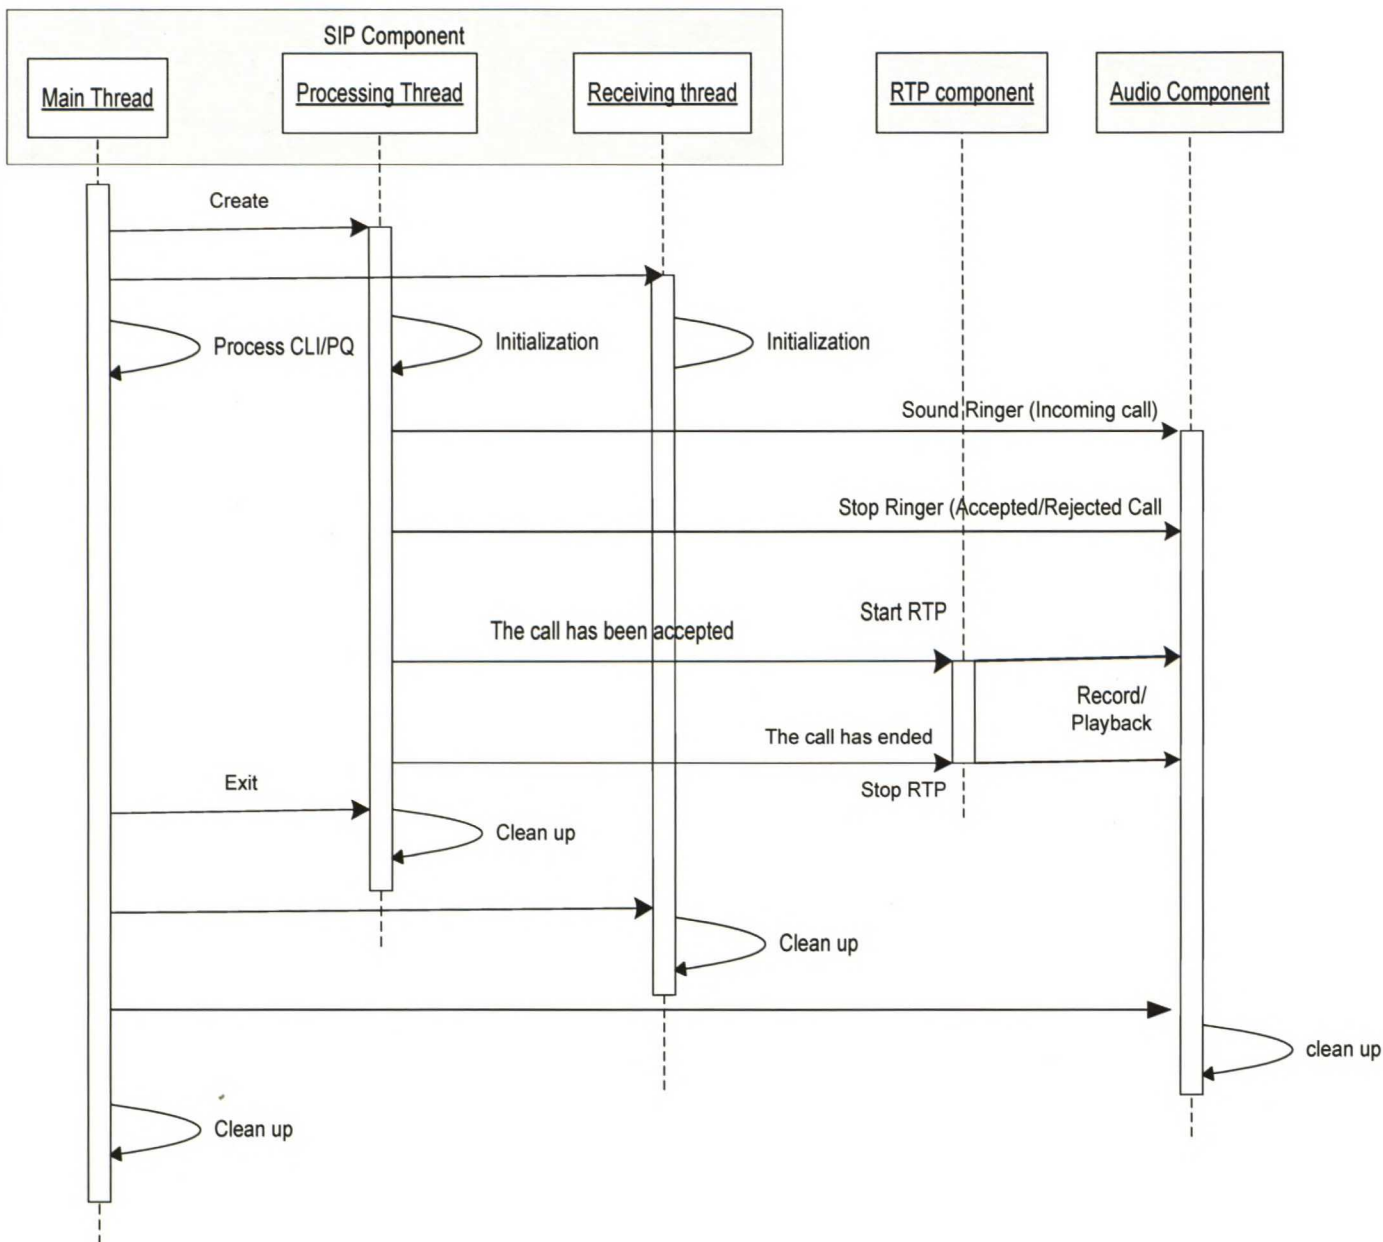 SIP Component
Main Thread
Processing Thread
Receiving thread
RTP component
Audio Component
Create
Process CLI/PQ
Initialization
Initialization
Sound Ringer (Incoming call)
Stop Ringer (Accepted/Rejected Call
Start RTP
The call has been accepted
Record/
Playback
The call has ended
Exit
Stop RTP
Clean up
Clean up
clean up
Clean up